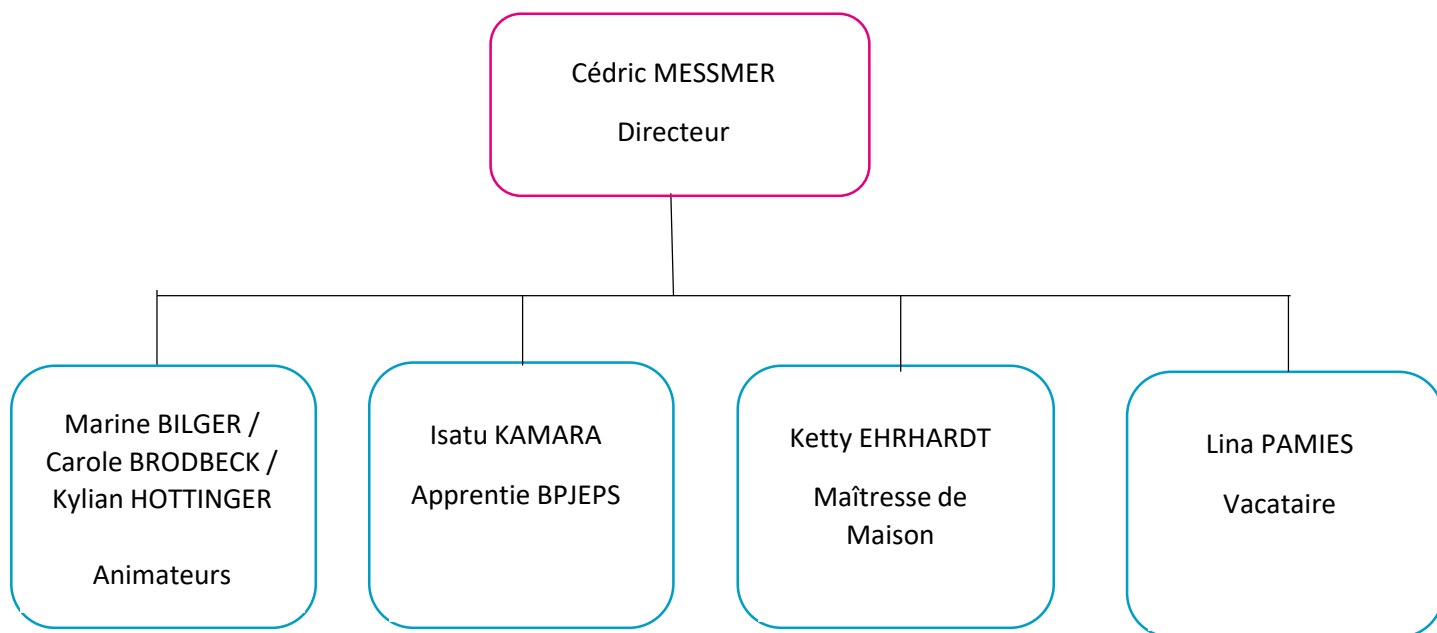 Cédric MESSMER
Directeur
Marine BILGER /
Carole BRODBECK /
Kylian HOTTINGER
Animateurs
Isatu KAMARA
Apprentie BPJEPS
Ketty EHRHARDT
Maîtresse de
Maison
Lina PAMIES
Vacataire